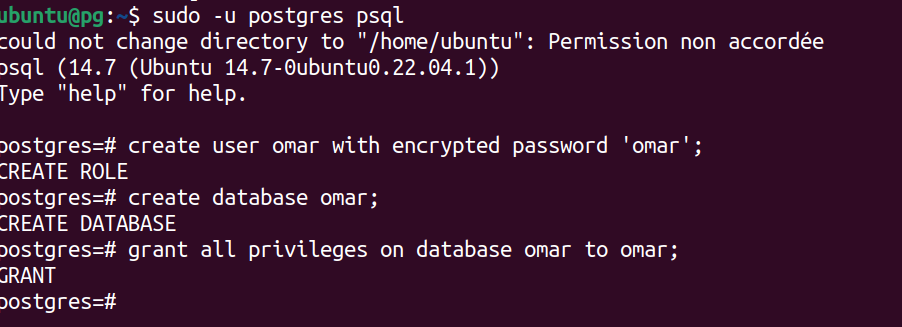 ubuntu@pg:~$ sudo -u postgres psql
could not change directory to "/home/ubuntu": Permission non accordée
psql (14.7 (Ubuntu 14.7-0ubuntu0.22.04.1))
Type "help" for help.

postgres=# create user omar with encrypted password 'omar';
CREATE ROLE
postgres=# create database omar;
CREATE DATABASE
postgres=# grant all privileges on database omar to omar;
GRANT
postgres=#